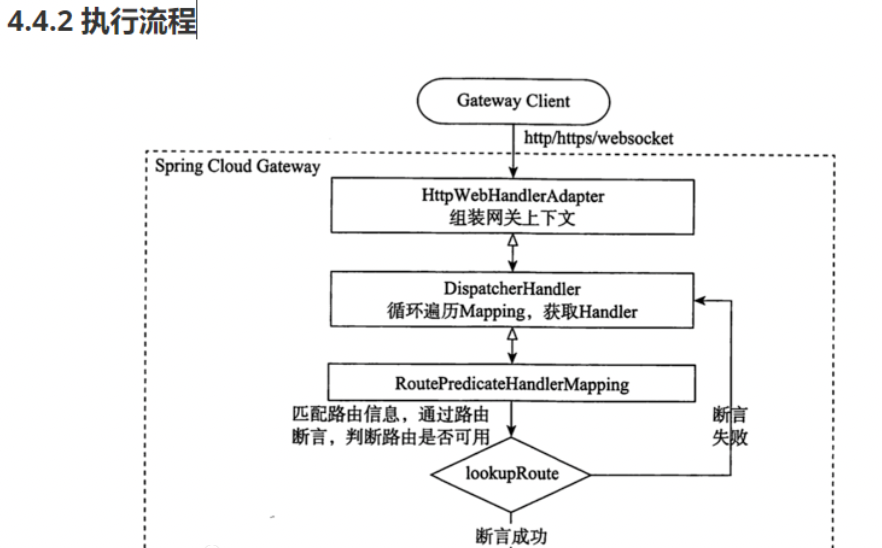 4.4.2 执行流程
Gateway Client
http/https/websocket
Spring Cloud Gateway
HttpWebHandlerAdapter
组装网关上下文
DispatcherHandler
循环遍历Mapping，获取Handler
RoutePredicateHandlerMapping
匹配路由信息，通过路由
断言，判断路由是否可用
断言
失败
lookupRoute
断言成功